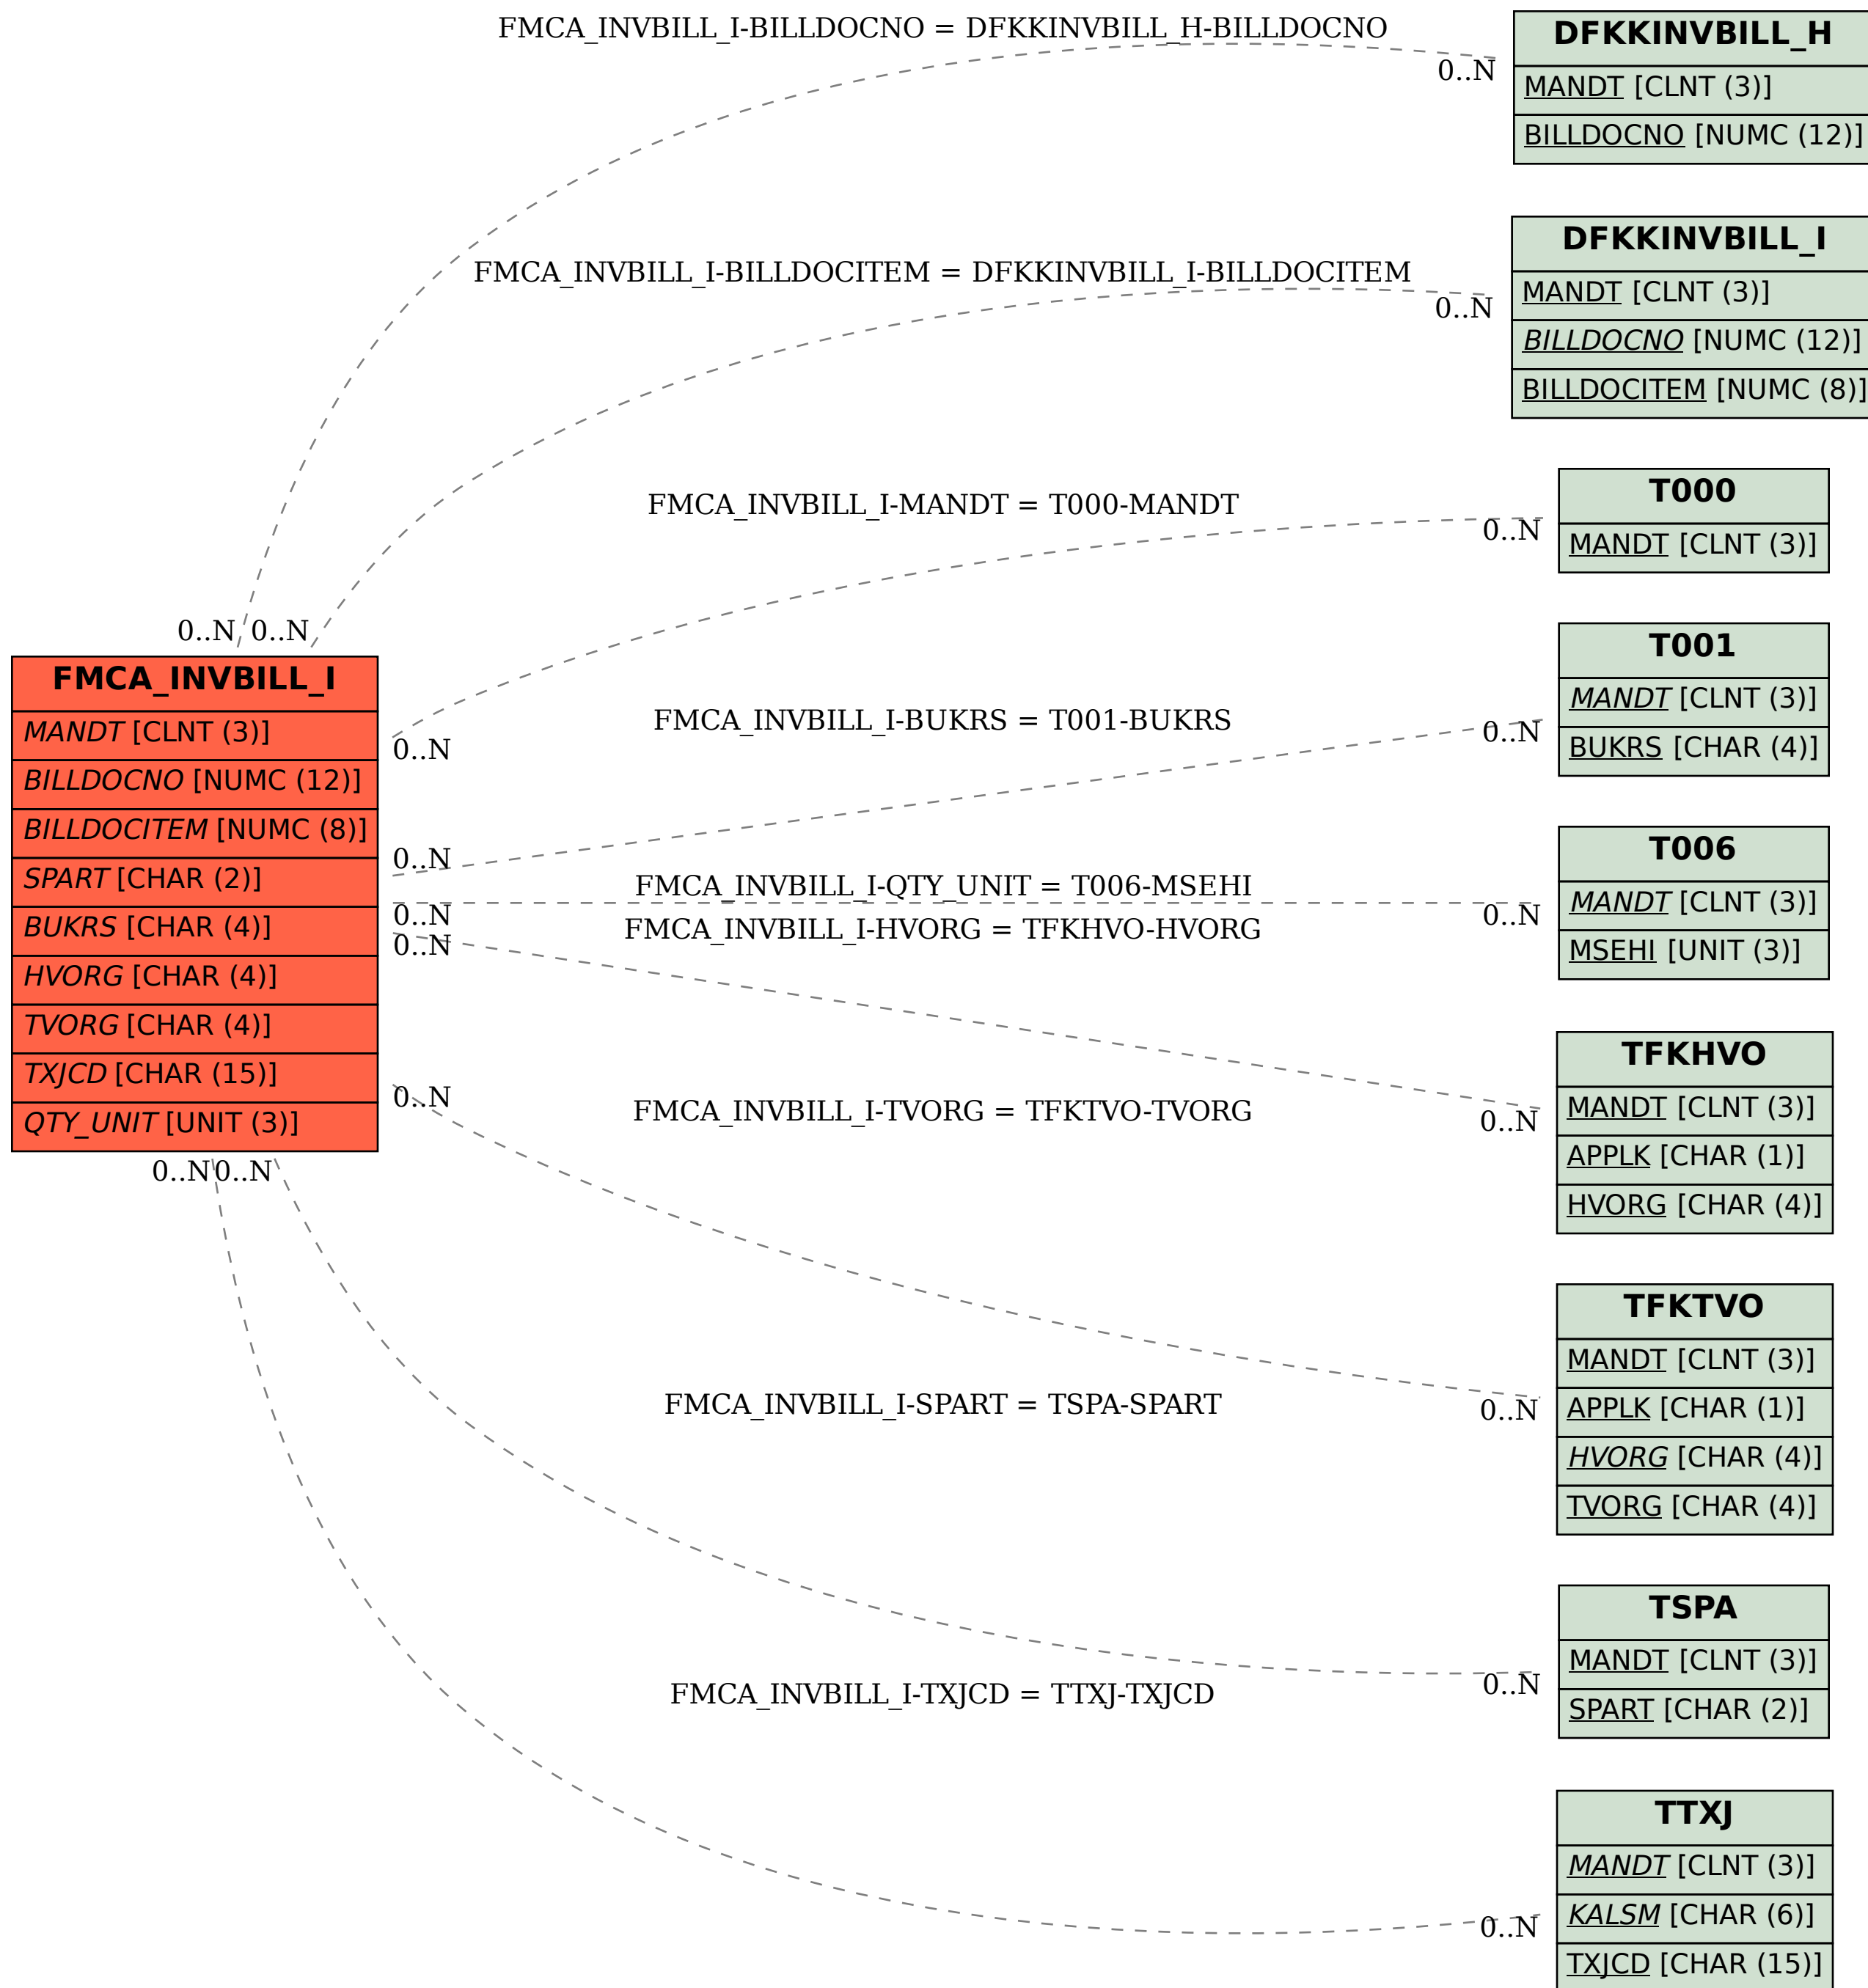 FMCA_INVBILL_I-BILLDOCNO = DFKKINVBILL_H-BILLDOCNO
0..N
DFKKINVBILL_H
MANDT [CLNT (3)]
BILLDOCNO [NUMC (12)]
FMCA_INVBILL_I-BILLDOCITEM = DFKKINVBILL_I-BILLDOCITEM
0..N
DFKKINVBILL_I
MANDT [CLNT (3)]
BILLDOCNO [NUMC (12)]
BILLDOCITEM [NUMC (8)]
FMCA_INVBILL_I-MANDT = T000-MANDT
0..N
T000
MANDT [CLNT (3)]
0..N 0..N
FMCA_INVBILL_I
MANDT [CLNT (3)]
BILLDOCNO [NUMC (12)]
BILLDOCITEM [NUMC (8)]
SPART [CHAR (2)]
BUKRS [CHAR (4)]
HVORG [CHAR (4)]
TVORG [CHAR (4)]
TXJCD [CHAR (15)]
QTY_UNIT [UNIT (3)]
0..N
0..N
0..N
0..N
0..N
0..N 0..N
FMCA_INVBILL_I-BUKRS = T001-BUKRS
0..N
T001
MANDT [CLNT (3)]
BUKRS [CHAR (4)]
FMCA_INVBILL_I-QTY_UNIT = T006-MSEHI
0..N
T006
MANDT [CLNT (3)]
MSEHI [UNIT (3)]
FMCA_INVBILL_I-HVORG = TFKHVO-HVORG
0..N
TFKHVO
MANDT [CLNT (3)]
APPLK [CHAR (1)]
HVORG [CHAR (4)]
FMCA_INVBILL_I-TVORG = TFKTVO-TVORG
0..N
TFKTVO
MANDT [CLNT (3)]
APPLK [CHAR (1)]
HVORG [CHAR (4)]
TVORG [CHAR (4)]
FMCA_INVBILL_I-SPART = TSPA-SPART
0..N
TSPA
MANDT [CLNT (3)]
SPART [CHAR (2)]
FMCA_INVBILL_I-TXJCD = TTXJ-TXJCD
0..N
TTXJ
MANDT [CLNT (3)]
KALSM [CHAR (6)]
TXJCD [CHAR (15)]